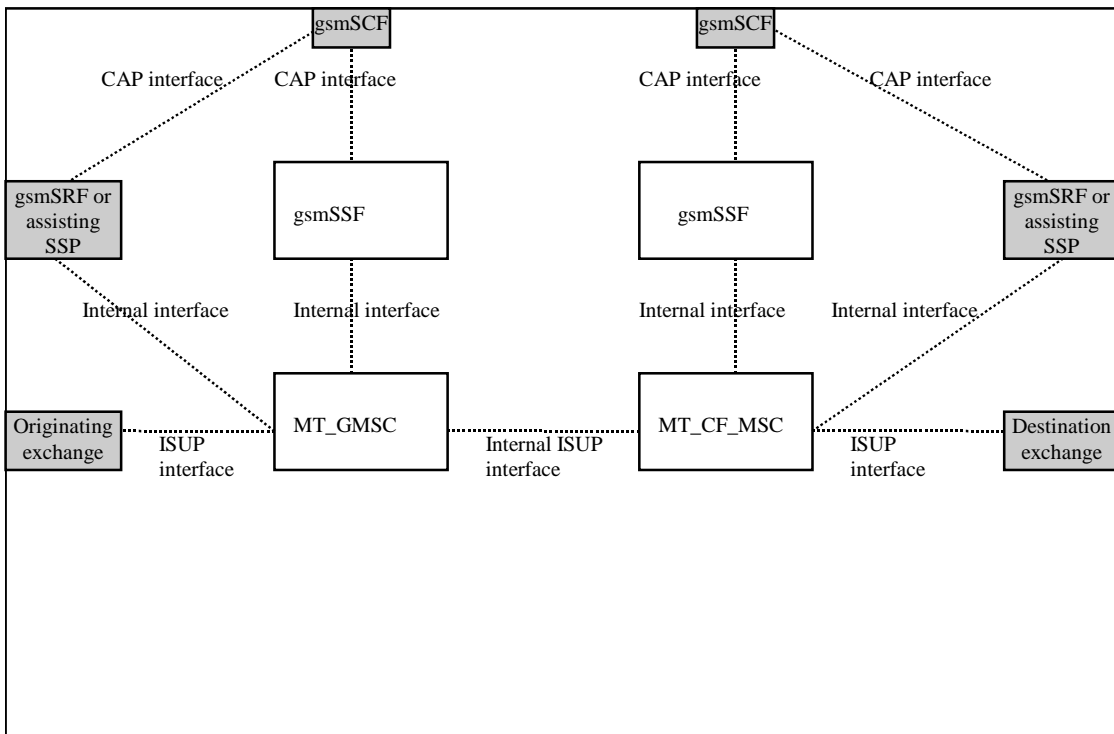 gsmSCF
gsmSCF
CAP interface
CAP interface
CAP interface
CAP interface
gsmSRF or
assisting
SSP
gsmSSF
gsmSSF
gsmSRF or
assisting
SSP
Internal interface
Internal interface
Internal interface
Internal interface
Originating
exchange
ISUP
interface
MT_GMSC
Internal ISUP
interface
MT_CF_MSC
ISUP
interface
Destination
exchange